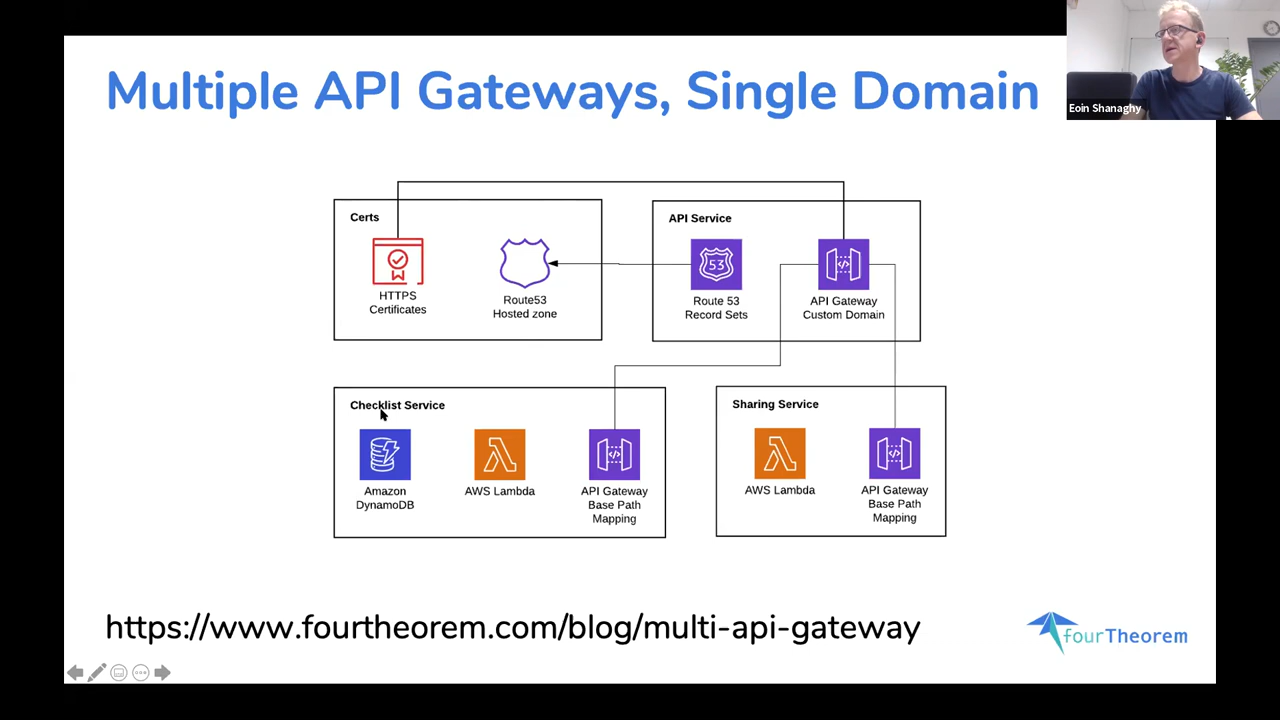 Multiple API Gateways, Single Domain
Eoin Shanaghy
Certs
HTTPS
Certificates
Route53
Hosted zone
API Service
53
Route 53
Record Sets
API Gateway
Custom Domain
Checklist Service
Amazon
DynamoDB
AWS Lambda
API Gateway
Base Path
Mapping
Sharing Service
AWS Lambda
API Gateway
Base Path
Mapping
https://www.fourtheorem.com/blog/multi-api-gateway
fourTheorem